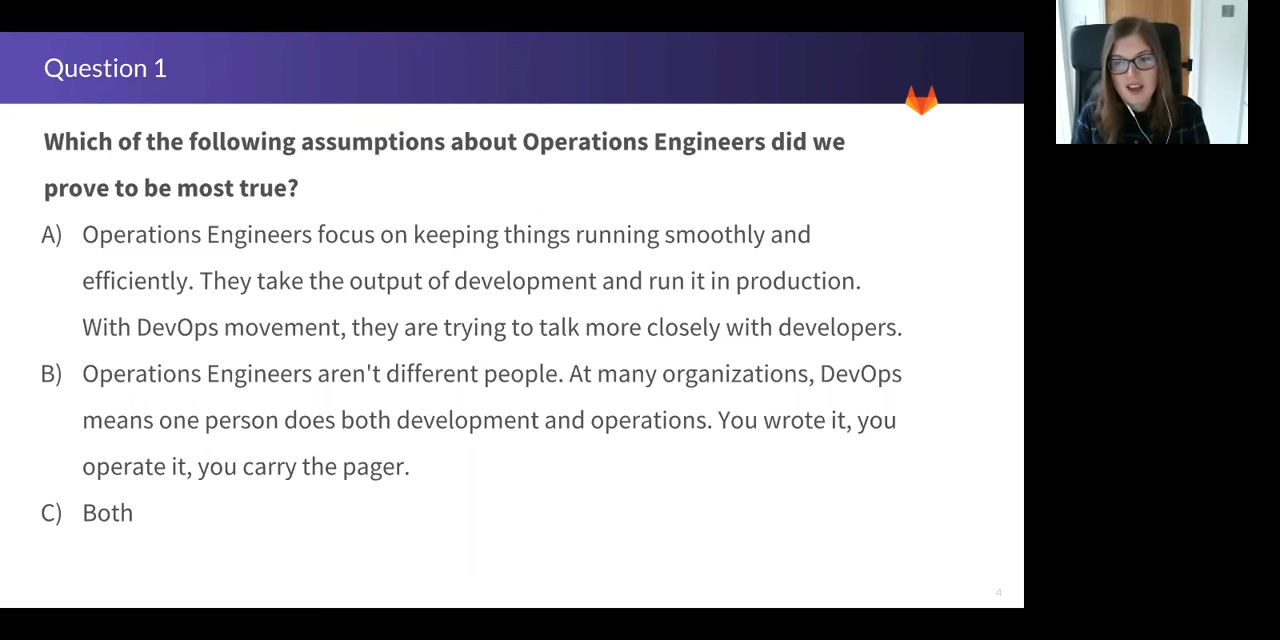 Question 1
Which of the following assumptions about Operations Engineers did we
prove to be most true?
A) Operations Engineers focus on keeping things running smoothly and
efficiently. They take the output of development and run it in production.
With DevOps movement, they are trying to talk more closely with developers.
B) Operations Engineers aren't different people. At many organizations, DevOps
means one person does both development and operations. You wrote it, you
operate it, you carry the pager.
C) Both
4